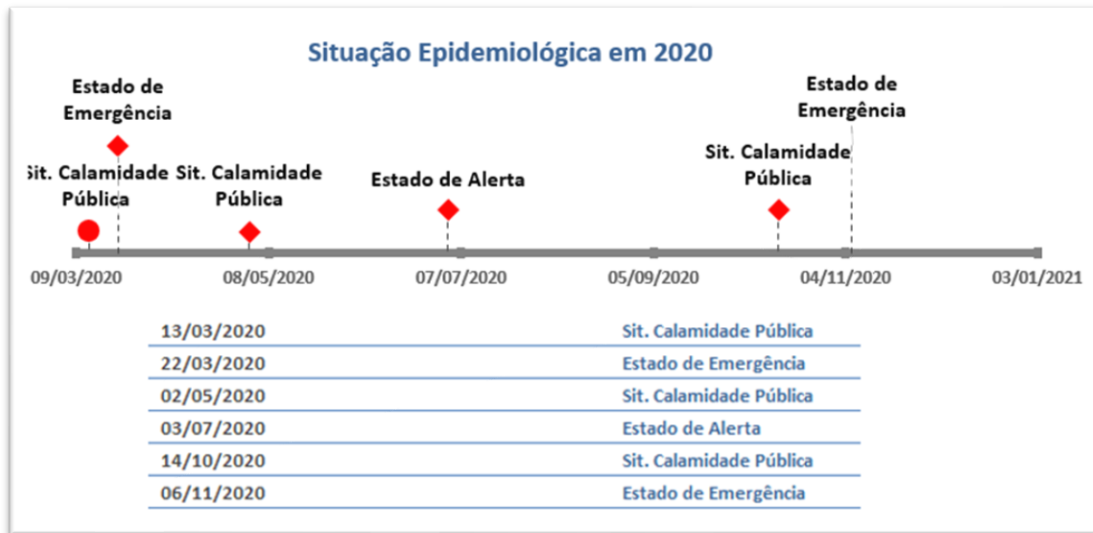 Situação Epidemiológica em 2020
Estado de
Emergência
Sit. Calamidade
Pública
Sit. Calamidade
Pública
Estado de Alerta
Sit. Calamidade
Pública
Estado de
Emergência
09/03/2020 08/05/2020 07/07/2020 05/09/2020 04/11/2020 03/01/2021
13/03/2020 Sit. Calamidade Pública
22/03/2020 Estado de Emergência
02/05/2020 Sit. Calamidade Pública
03/07/2020 Estado de Alerta
14/10/2020 Sit. Calamidade Pública
06/11/2020 Estado de Emergência